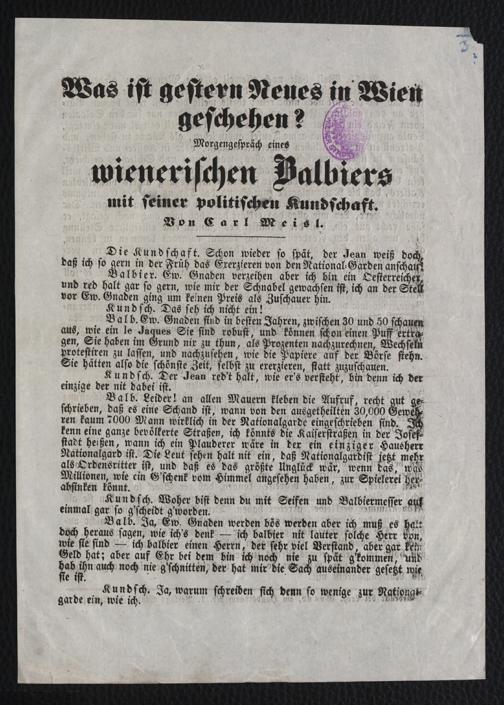 Was ist gestern Neues in Wien
geschehen?
Morgengespräch eines
wienerischen Balbiers
mit seiner politischen Kundschaft.
Von Carl Meisl.
Die Kundschaft. Schon wieder so spät, der Jean weiß doch,
daß ich so gern in der Früh das Exerzieren von den National-Garden anschau!
Balbier. Ew. Gnaden verzeihen aber ich bin ein Oesterreicher,
und red halt gar so gern, wie mir der Schnabel gewachsen ist, ich an der Stell
vor Ew. Gnaden ging um keinen Preis als Zuschauer hin.
Kundsch. Das seh ich nicht ein!
Balb. Ew. Gnaden sind in besten Jahren, zwischen 30 und 50 schauen
aus, wie ein le Jaques Sie sind robust, und können schon einen Puff ertra-
gen, Sie haben im Grund nix zu thun, als Prozenten nachzurechnen, Wechseln
protestiren zu lassen, und nachzusehen, wie die Papiere auf der Börse stehn.
Sie hätten also die schönste Zeit, selbst zu exerzieren, statt zuzuschauen.
Kundsch. Der Jean red't halt, wie er's versteht, bin denn ich der
einzige der nit dabei ist.
Balb. Leider! an allen Mauern kleben die Aufruf, recht gut ge-
schrieben, daß es eine Schand ist, wann von den ausgetheilten 30,000 Geweh-
ren kaum 7000 Mann wirklich in der Nationalgarde eingeschrieben sind. Ich
kenn eine ganze bevölkerte Straßen, ich könnts die Kaiserstraßen in der Josef-
stadt heißen, wann ich ein Plauderer wäre in der ein einziger Hausherr
Nationalgard ist. Die Leut sehen halt nit ein, daß Nationalgardist jetzt mehr
als Ordensritter ist, und daß es das größte Unglück wär, wenn das, was
Millionen, wie ein G'schenk vom Himmel angesehen haben, zur Spielerei her-
absinken könnt.
Kundsch. Woher bist denn du mit Seifen und Balbiermesser auf
einmal gar so g'scheidt g'worden.
Balb. Ja, Ew. Gnaden werden bös werden aber ich muß es halt
doch heraus sagen, wie ich's denk — ich balbier nit lauter solche Herr von,
wie sie sind — ich balbier einen Herrn, der sehr viel Verstand, aber gar kein
Geld hat; aber auf Ehr bei dem bin ich noch nie zu spät g'kommen, und
hab ihn auch noch nie g'schnitten, der hat mir die Sach auseinander gesetzt wie
sie ist.
Kundsch. Ja, warum schreiben sich denn so wenige zur National-
garde ein, wie ich.